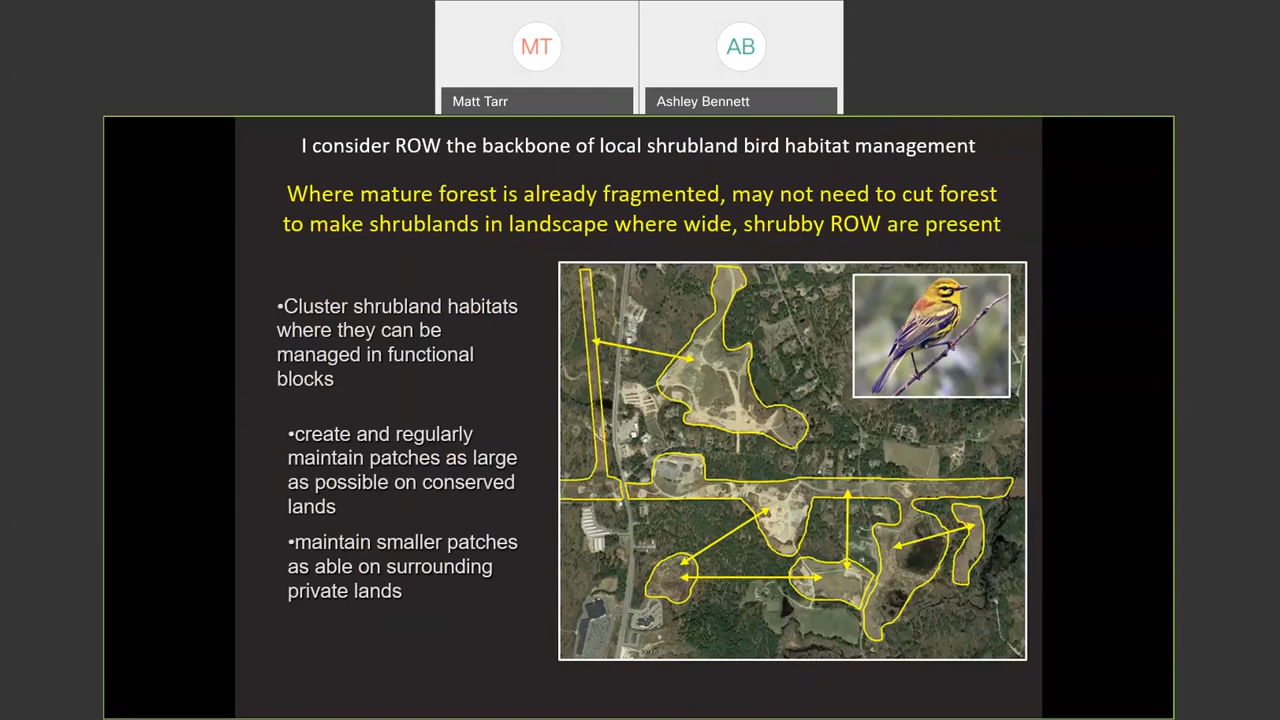 MT
AB
Matt Tarr
Ashley Bennett
I consider ROW the backbone of local shrubland bird habitat management
Where mature forest is already fragmented, may not need to cut forest
to make shrublands in landscape where wide, shrubby ROW are present
•Cluster shrubland habitats
where they can be
managed in functional
blocks
•create and regularly
maintain patches as large
as possible on conserved
lands
•maintain smaller patches
as able on surrounding
private lands